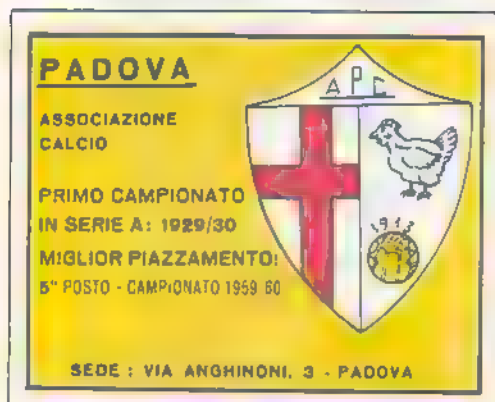 PADOVA
ASSOCIAZIONE
CALCIO
PRIMO CAMPIONATO
IN SERIE A: 1929/30
MIGLIOR PIAZZAMENTO:
5° POSTO - CAMPIONATO 1959-60
A P C
SEDE : VIA ANGHINONI, 3 - PADOVA